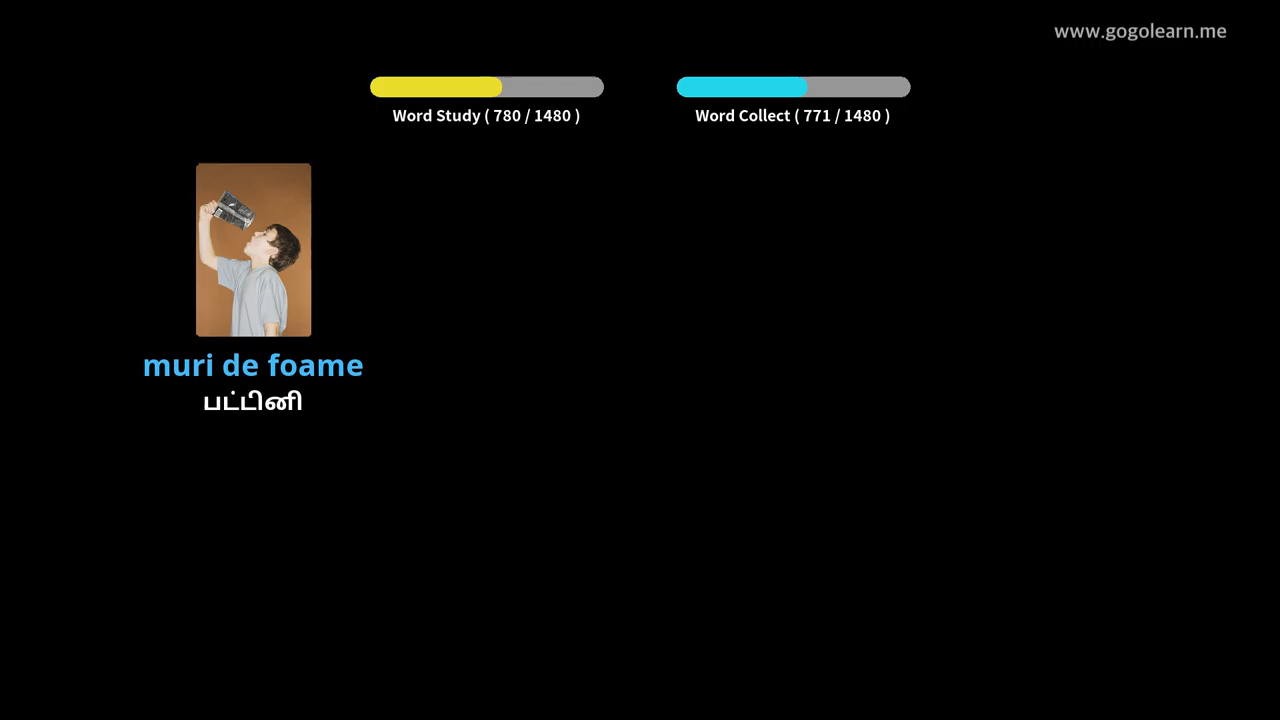 www.gogolearn.me
Word Study ( 780 / 1480 )
Word Collect ( 771 / 1480 )
muri de foame
பட்டினி